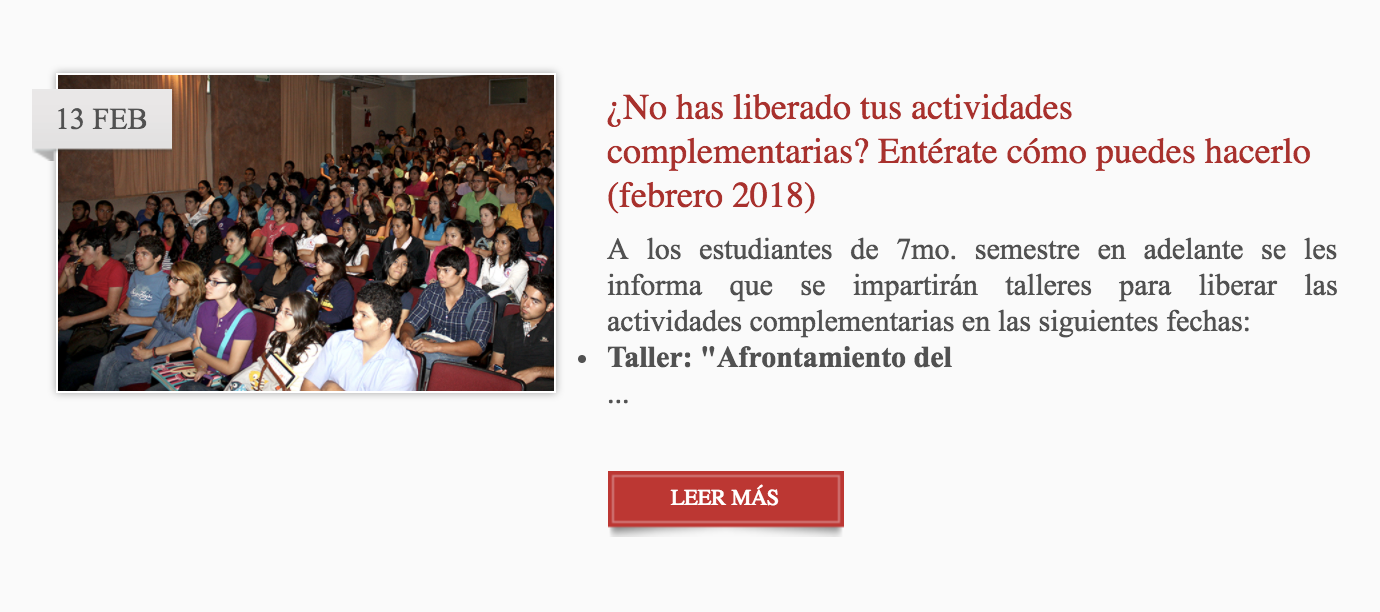 13 FEB
¿No has liberado tus actividades
complementarias? Entérate cómo puedes hacerlo
(febrero 2018)
A los estudiantes de 7mo. semestre en adelante se les
informa que se impartirán talleres para liberar las
actividades complementarias en las siguientes fechas:
• Taller: "Afrontamiento del
...
LEER MÁS